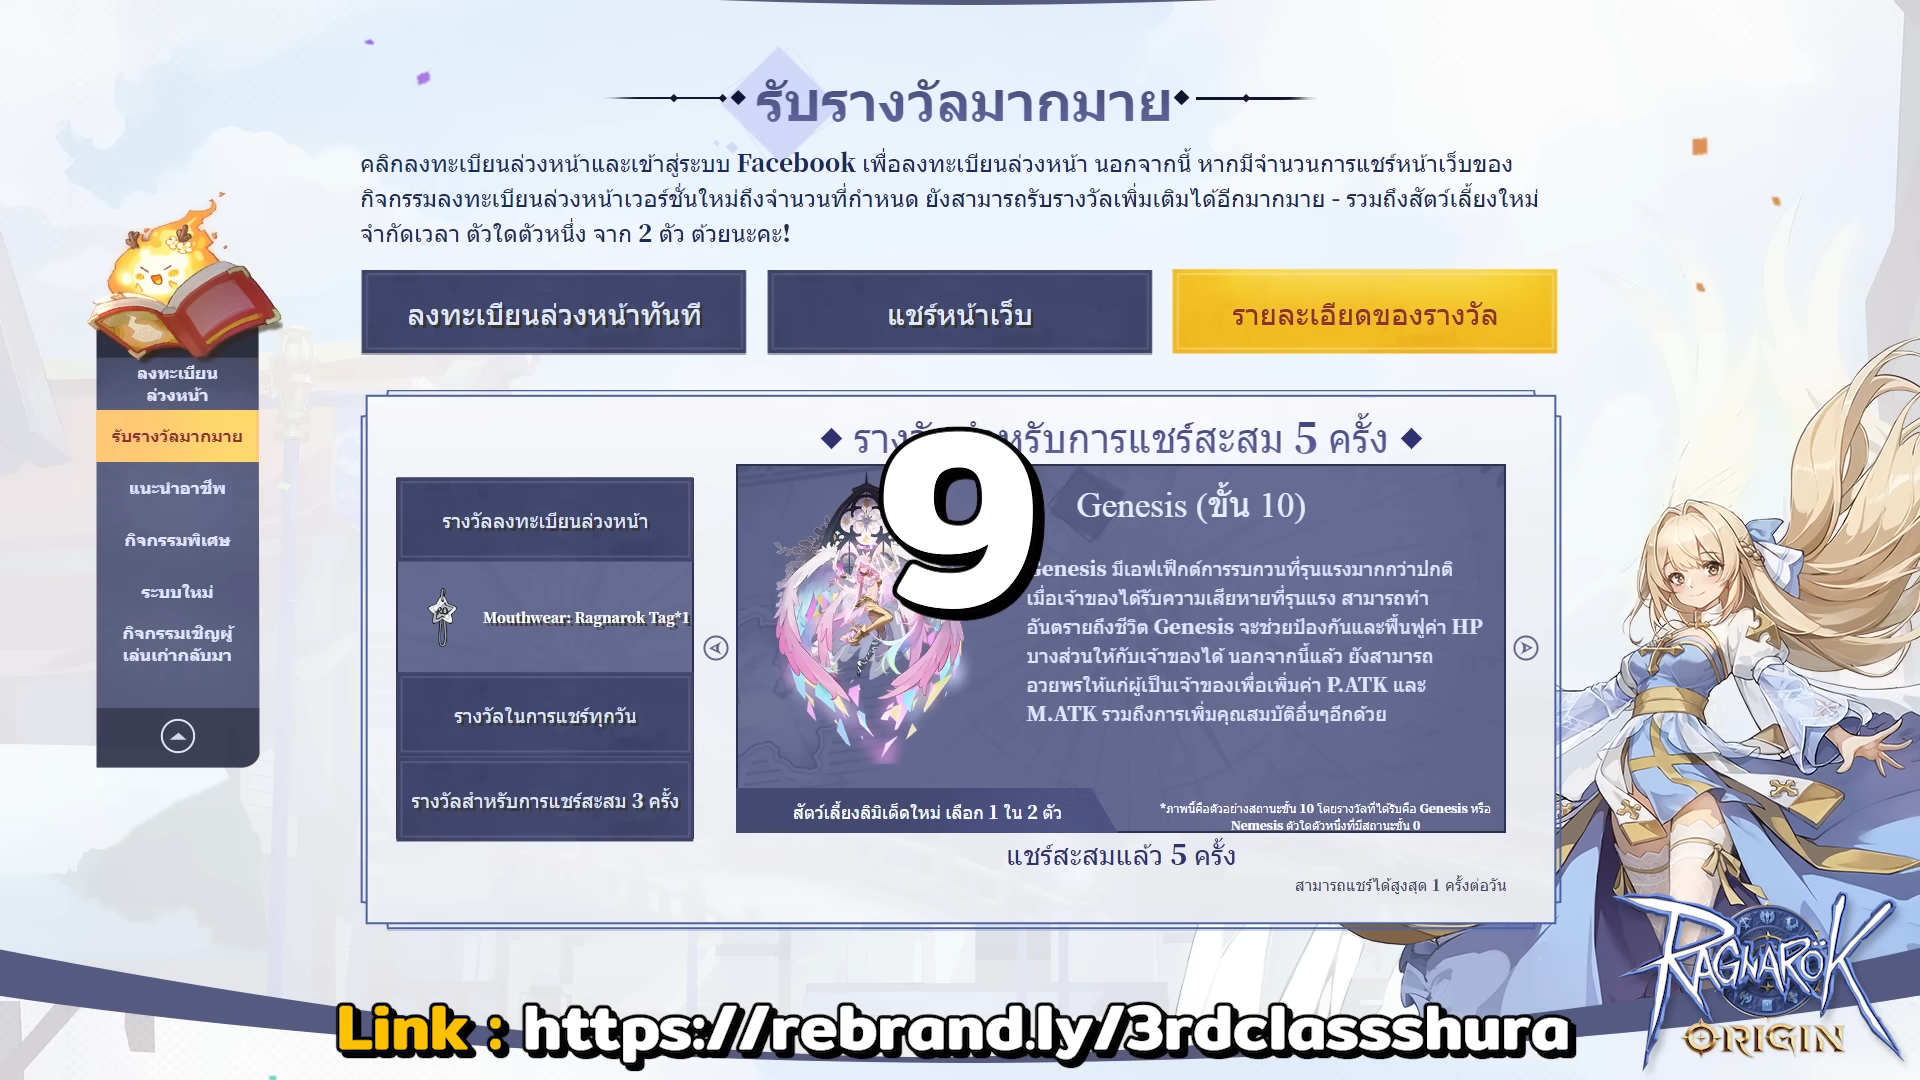 รับรางวัลมากมาย
คลิกลงทะเบียนล่วงหน้าและเข้าสู่ระบบ Facebook เพื่อลงทะเบียนล่วงหน้า นอกจากนี้ หากมีจำนวนการแชร์หน้าเว็บของ
กิจกรรมลงทะเบียนล่วงหน้าเวอร์ชั่นใหม่ถึงจำนวนที่กำหนด ยังสามารถรับรางวัลเพิ่มเติมได้อีกมากมาย - รวมถึงสัตว์เลี้ยงใหม่
จำกัดเวลา ตัวใดตัวหนึ่ง จาก 2 ตัว ด้วยนะคะ!
ลงทะเบียนล่วงหน้าทันที
แชร์หน้าเว็บ
รายละเอียดของรางวัล
ลงทะเบียน
ล่วงหน้า
รับรางวัลมากมาย
แนะนำอาชีพ
กิจกรรมพิเศษ
ระบบใหม่
กิจกรรมเชิญผู้
เล่นเก่ากลับมา
รางวัลลงทะเบียนล่วงหน้า
Mouthwear: Ragnarok Tag*1
รางวัลในการแชร์ทุกวัน
รางวัลสำหรับการแชร์สะสม 3 ครั้ง
รางวัลสำหรับการแชร์สะสม 5 ครั้ง
9
Genesis (ขั้น 10)
Genesis มีเอฟเฟ็กต์การรบกวนที่รุนแรงมากกว่าปกติ
เมื่อเจ้าของได้รับความเสียหายที่รุนแรง สามารถทำ
อันตรายถึงชีวิต Genesis จะช่วยป้องกันและฟื้นฟูค่า HP
บางส่วนให้กับเจ้าของได้ นอกจากนี้แล้ว ยังสามารถ
อวยพรให้แก่ผู้เป็นเจ้าของเพื่อเพิ่มค่า P.ATK และ
M.ATK รวมถึงการเพิ่มคุณสมบัติอื่นๆอีกด้วย
สัตว์เลี้ยงลิมิเต็ดใหม่ เลือก 1 ใน 2 ตัว
*ภาพนี้คือตัวอย่างสถานะขั้น 10 โดยรางวัลที่ได้รับคือ Genesis หรือ
Nemesis ตัวใดตัวหนึ่งที่มีสถานะขั้น 0
แชร์สะสมแล้ว 5 ครั้ง
สามารถแชร์ได้สูงสุด 1 ครั้งต่อวัน
RAGNARÖK
ORIGIN
Link : https://rebrand.ly/3rdclassshura